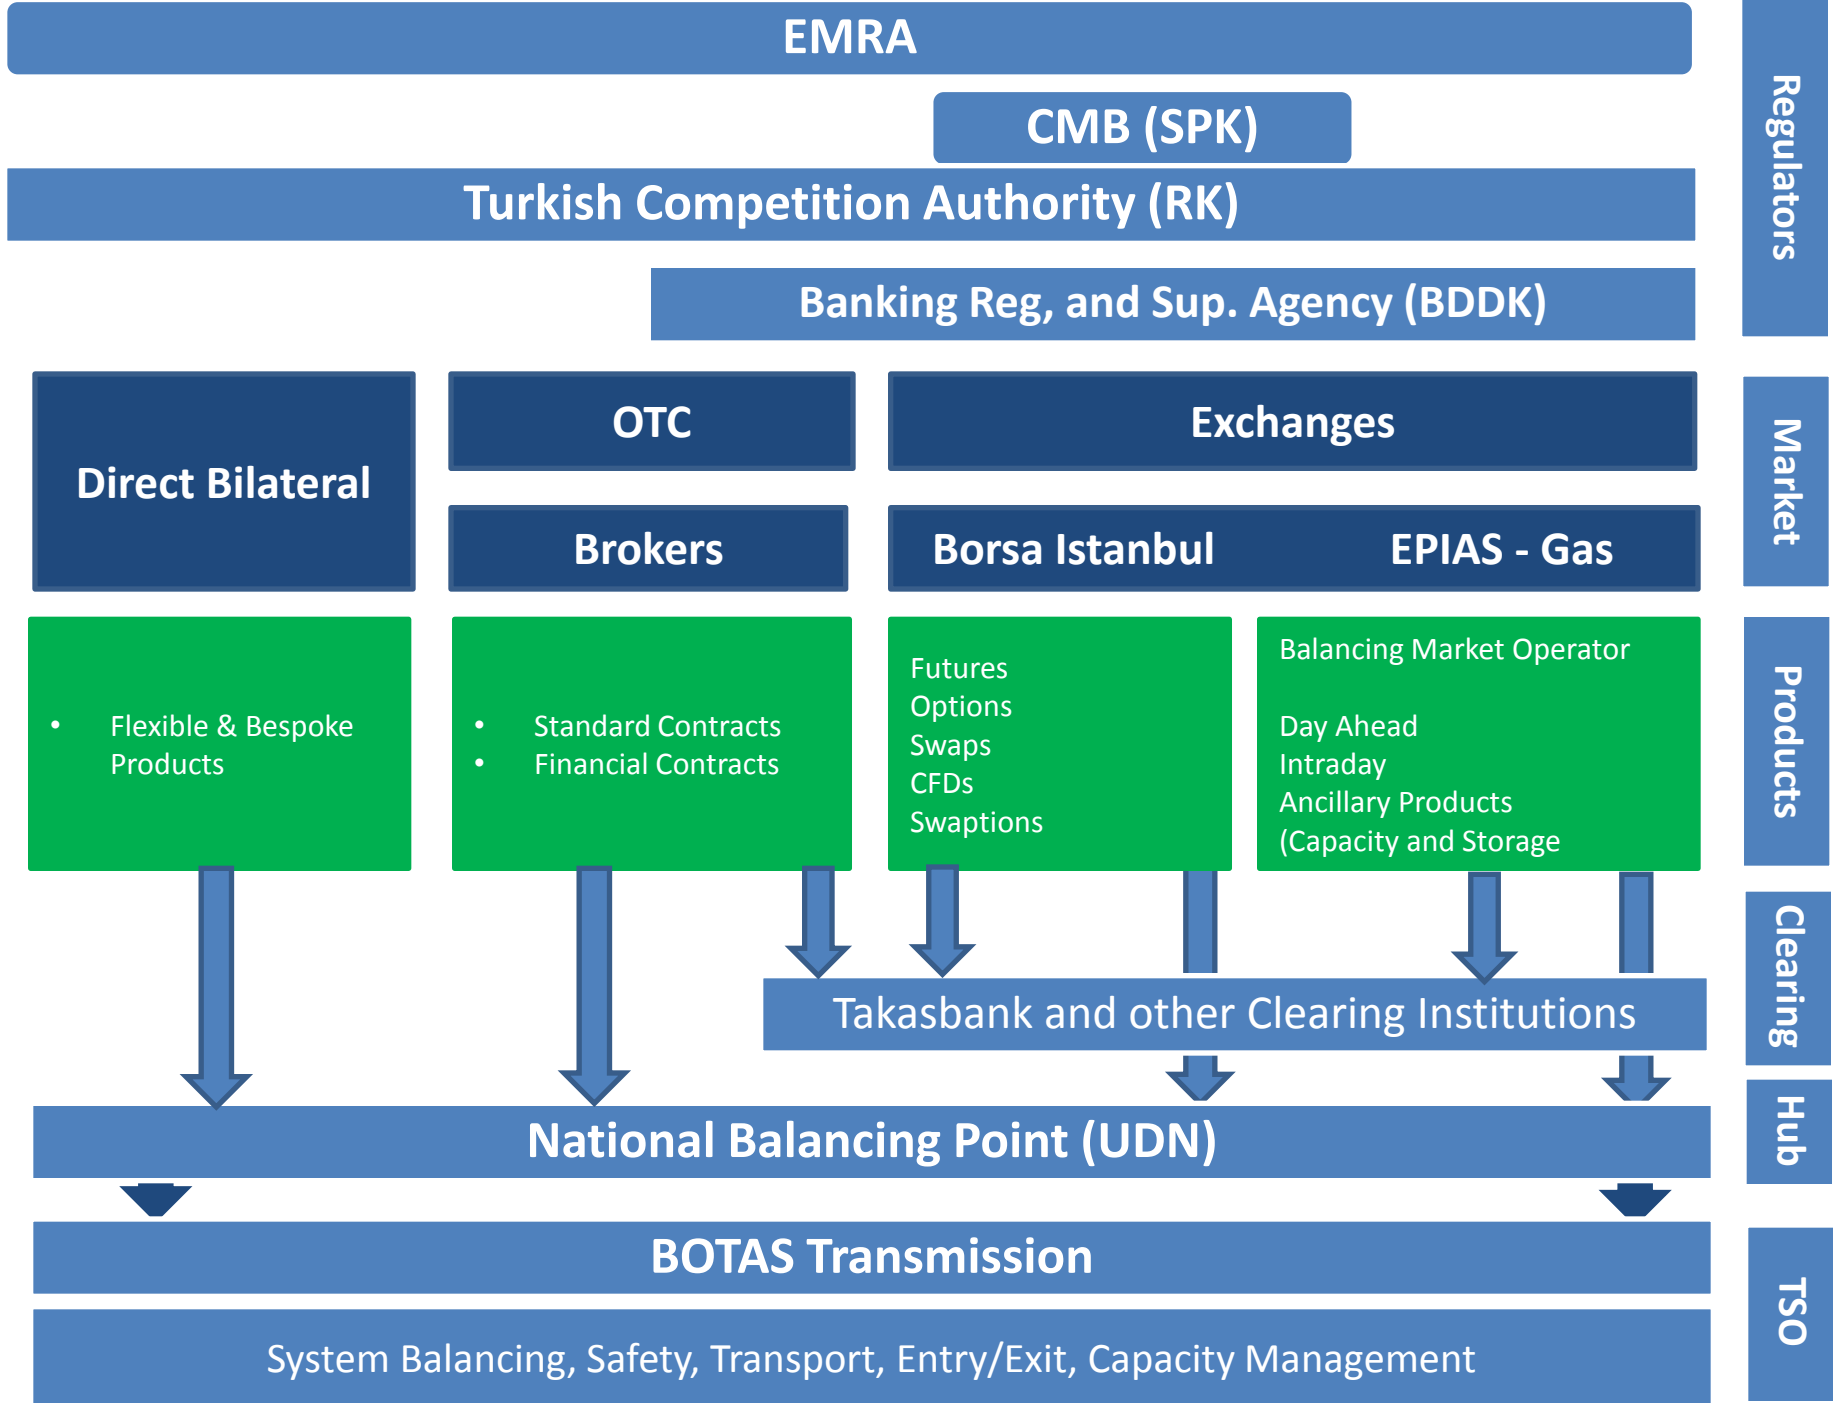 EMRA
CMB (SPK)
Turkish Competition Authority (RK)
Banking Reg, and Sup. Agency (BDDK)
Regulators
Direct Bilateral
OTC
Exchanges
Brokers
Borsa Istanbul
EPIAS - Gas
Market
• Flexible & Bespoke
Products
• Standard Contracts
• Financial Contracts
Futures
Options
Swaps
CFDs
Swaptions
Balancing Market Operator
Day Ahead
Intraday
Ancillary Products
(Capacity and Storage
Products
Takasbank and other Clearing Institutions
Clearing
National Balancing Point (UDN)
Hub
BOTAS Transmission
System Balancing, Safety, Transport, Entry/Exit, Capacity Management
TSO